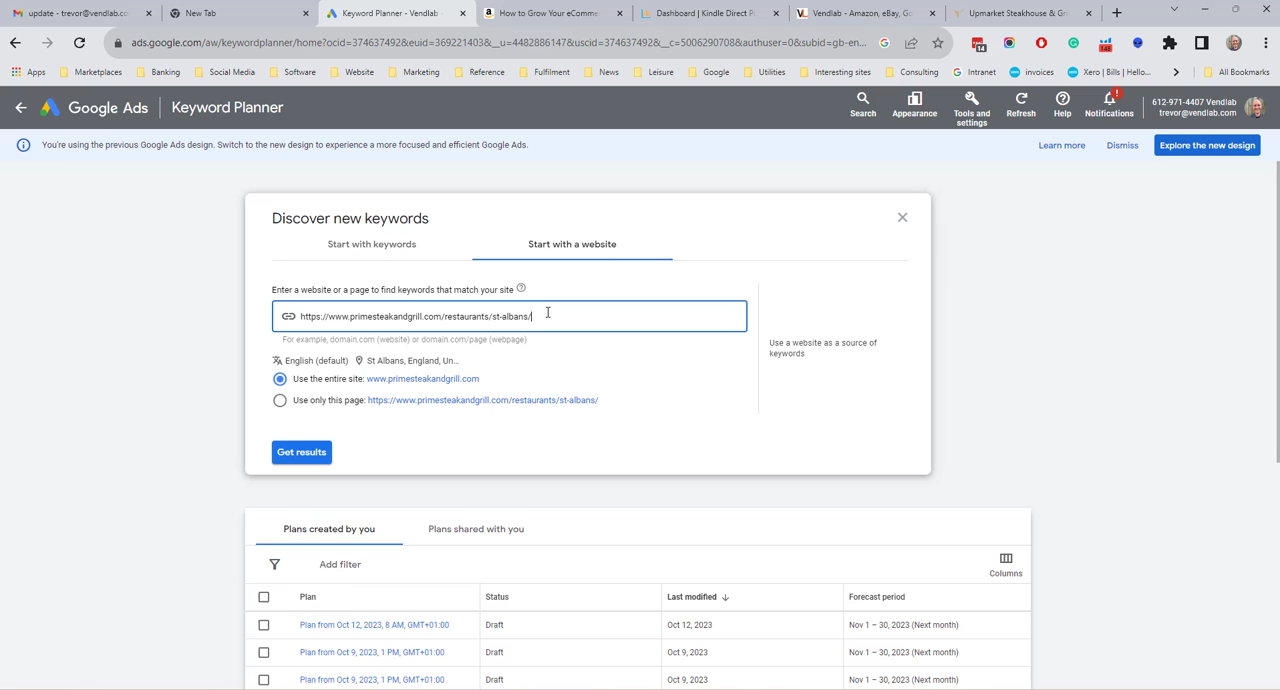 update - trevor@vendlab.co
New Tab
Keyword Planner - Vendlab -
How to Grow Your eComme
Dashboard | Kindle Direct P
Vendlab - Amazon, eBay, Go
Upmarket Steakhouse & Gri
ads.google.com/aw/keywordplanner/home?ocid=374637492&euid=369221403&__u=4482886147&uscid=374637492&__c=5006290708&authuser=0&subid=gb-en...
Apps
Marketplaces
Banking
Social Media
Software
Website
Marketing
Reference
Fulfilment
News
Leisure
Google
Utilities
Interesting sites
Consulting
Intranet
invoices
Xero | Bills | Hello...
All Bookmarks
Google Ads
Keyword Planner
Search
Appearance
Tools and
settings
Refresh
Help
Notifications
612-971-4407 Vendlab
trevor@vendlab.com
You're using the previous Google Ads design. Switch to the new design to experience a more focused and efficient Google Ads.
Learn more
Dismiss
Explore the new design
Discover new keywords
Start with keywords
Start with a website
Enter a website or a page to find keywords that match your site
https://www.primesteakandgrill.com/restaurants/st-albans/
For example, domain.com (website) or domain.com/page (webpage)
English (default)
St Albans, England, Un...
Use the entire site: www.primesteakandgrill.com
Use only this page: https://www.primesteakandgrill.com/restaurants/st-albans/
Use a website as a source of
keywords
Get results
Plans created by you
Plans shared with you
Add filter
Columns
Plan
Status
Last modified
Forecast period
Plan from Oct 12, 2023, 8 AM, GMT+01:00
Draft
Oct 12, 2023
Nov 1 – 30, 2023 (Next month)
Plan from Oct 9, 2023, 1 PM, GMT+01:00
Draft
Oct 9, 2023
Nov 1 – 30, 2023 (Next month)
Plan from Oct 9, 2023, 1 PM, GMT+01:00
Draft
Oct 9, 2023
Nov 1 – 30, 2023 (Next month)